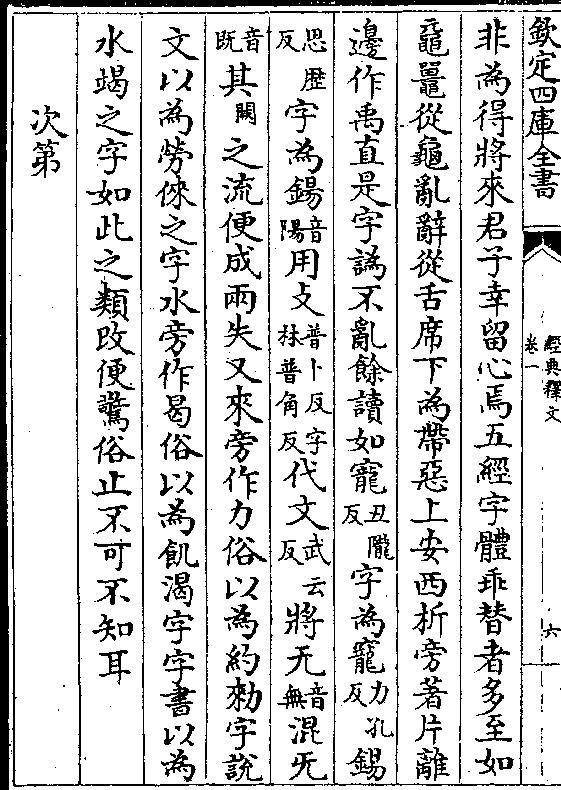 欽定四庫全書
經典釋文
卷一
六
非為得將來君子幸留心焉五經字體乖替者多至如
黿鼉從龜亂辭從舌席下為帶惡上安西析旁著片離
邊作禹直是字譌不亂餘讀如寵丑隴反字為竉力孔反錫
思歷反字為鍚音陽用攴普卜反字林普角反代文武云反將无音無混旡
音既其闕之流便成兩失又來旁作力俗以為約勑字說
文以為勞倈之字水旁作曷俗以為飢渴字字書以為
水竭之字如此之類改便驚俗止不可不知耳
次第